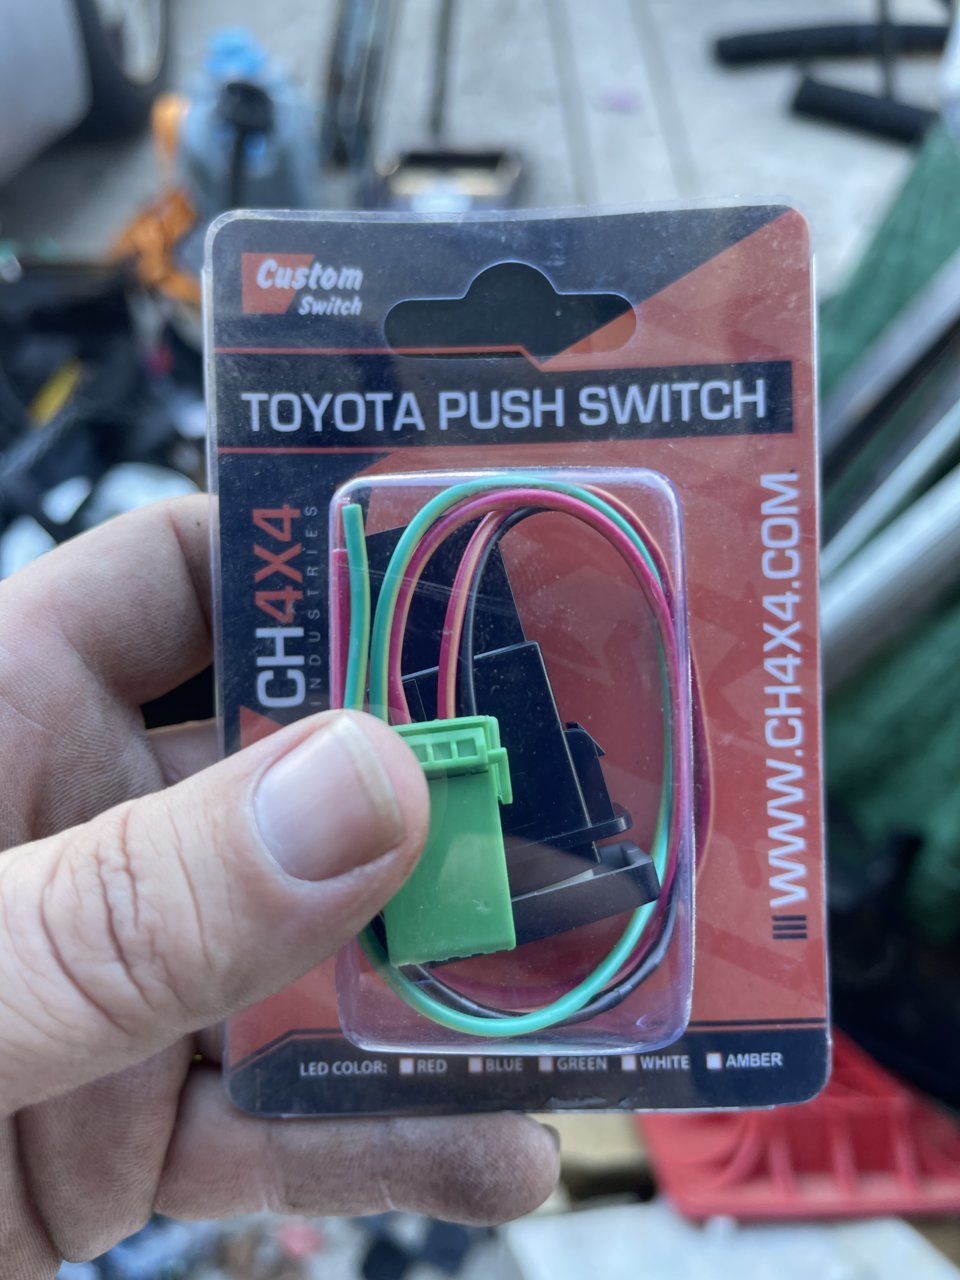 Custom
Switch
TOYOTA PUSH SWITCH
CH4X4
INDUSTRIES
WWW.CH4X4.COM
LED COLOR: RED BLUE GREEN WHITE AMBER